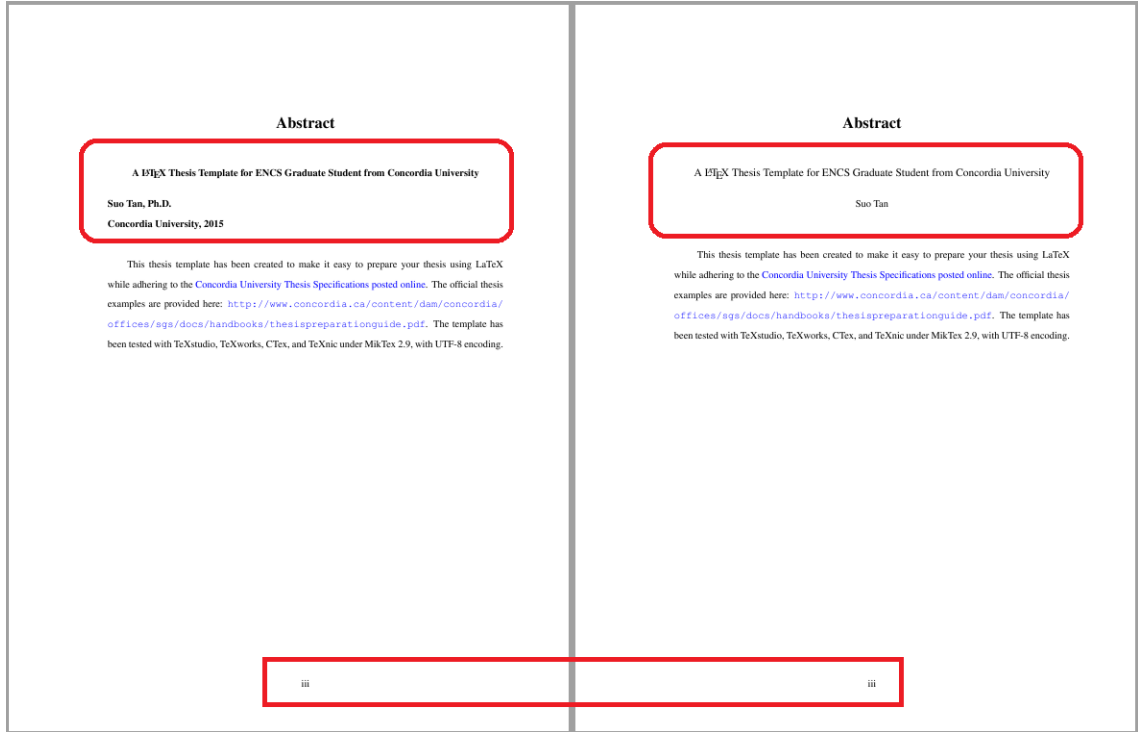 Abstract
A LaTeX Thesis Template for ENCS Graduate Student from Concordia University
Suo Tan, Ph.D.
Concordia University, 2015
This thesis template has been created to make it easy to prepare your thesis using LaTeX
while adhering to the Concordia University Thesis Specifications posted online. The official thesis
examples are provided here: http://www.concordia.ca/content/dam/concordia/
offices/sgs/docs/handbooks/thesispreparationguide.pdf. The template has
been tested with TeXstudio, TeXworks, CTex, and TeXnic under MikTex 2.9, with UTF-8 encoding.
iii
Abstract
A LaTeX Thesis Template for ENCS Graduate Student from Concordia University
Suo Tan
This thesis template has been created to make it easy to prepare your thesis using LaTeX
while adhering to the Concordia University Thesis Specifications posted online. The official thesis
examples are provided here: http://www.concordia.ca/content/dam/concordia/
offices/sgs/docs/handbooks/thesispreparationguide.pdf. The template has
been tested with TeXstudio, TeXworks, CTex, and TeXnic under MikTex 2.9, with UTF-8 encoding.
iii